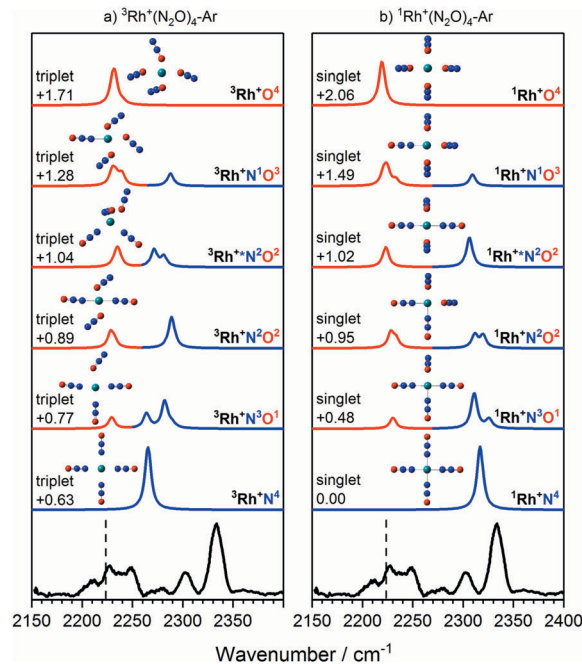 a) ³Rh⁺(N₂O)₄-Ar
b) ¹Rh⁺(N₂O)₄-Ar
triplet
+1.71
³Rh⁺O⁴
singlet
+2.06
¹Rh⁺O⁴
triplet
+1.28
³Rh⁺N¹O³
singlet
+1.49
¹Rh⁺N¹O³
triplet
+1.04
³Rh⁺*N²O²
singlet
+1.02
¹Rh⁺*N²O²
triplet
+0.89
³Rh⁺N²O²
singlet
+0.95
¹Rh⁺N²O²
triplet
+0.77
³Rh⁺N³O¹
singlet
+0.48
¹Rh⁺N³O¹
triplet
+0.63
³Rh⁺N⁴
singlet
0.00
¹Rh⁺N⁴
2150 2200 2250 2300 2350 2400
2150 2200 2250 2300 2350 2400
Wavenumber / cm⁻¹